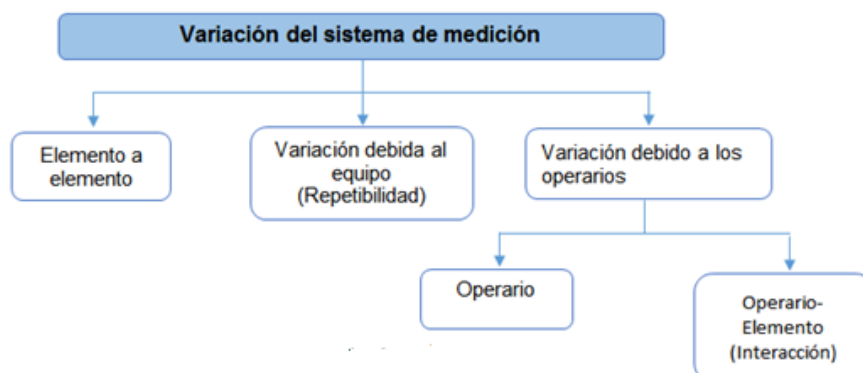 Variación del sistema de medición
Elemento a
elemento
Variación debida al
equipo
(Repetibilidad)
Variación debido a los
operarios
Operario
Operario-
Elemento
(Interacción)